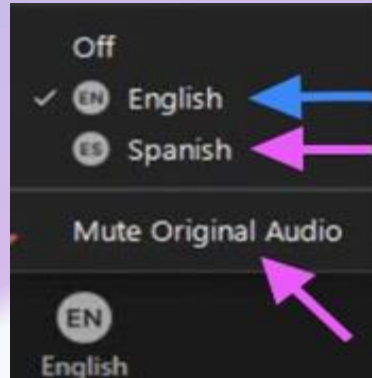 Off
EN English
ES Spanish
Mute Original Audio
EN
English